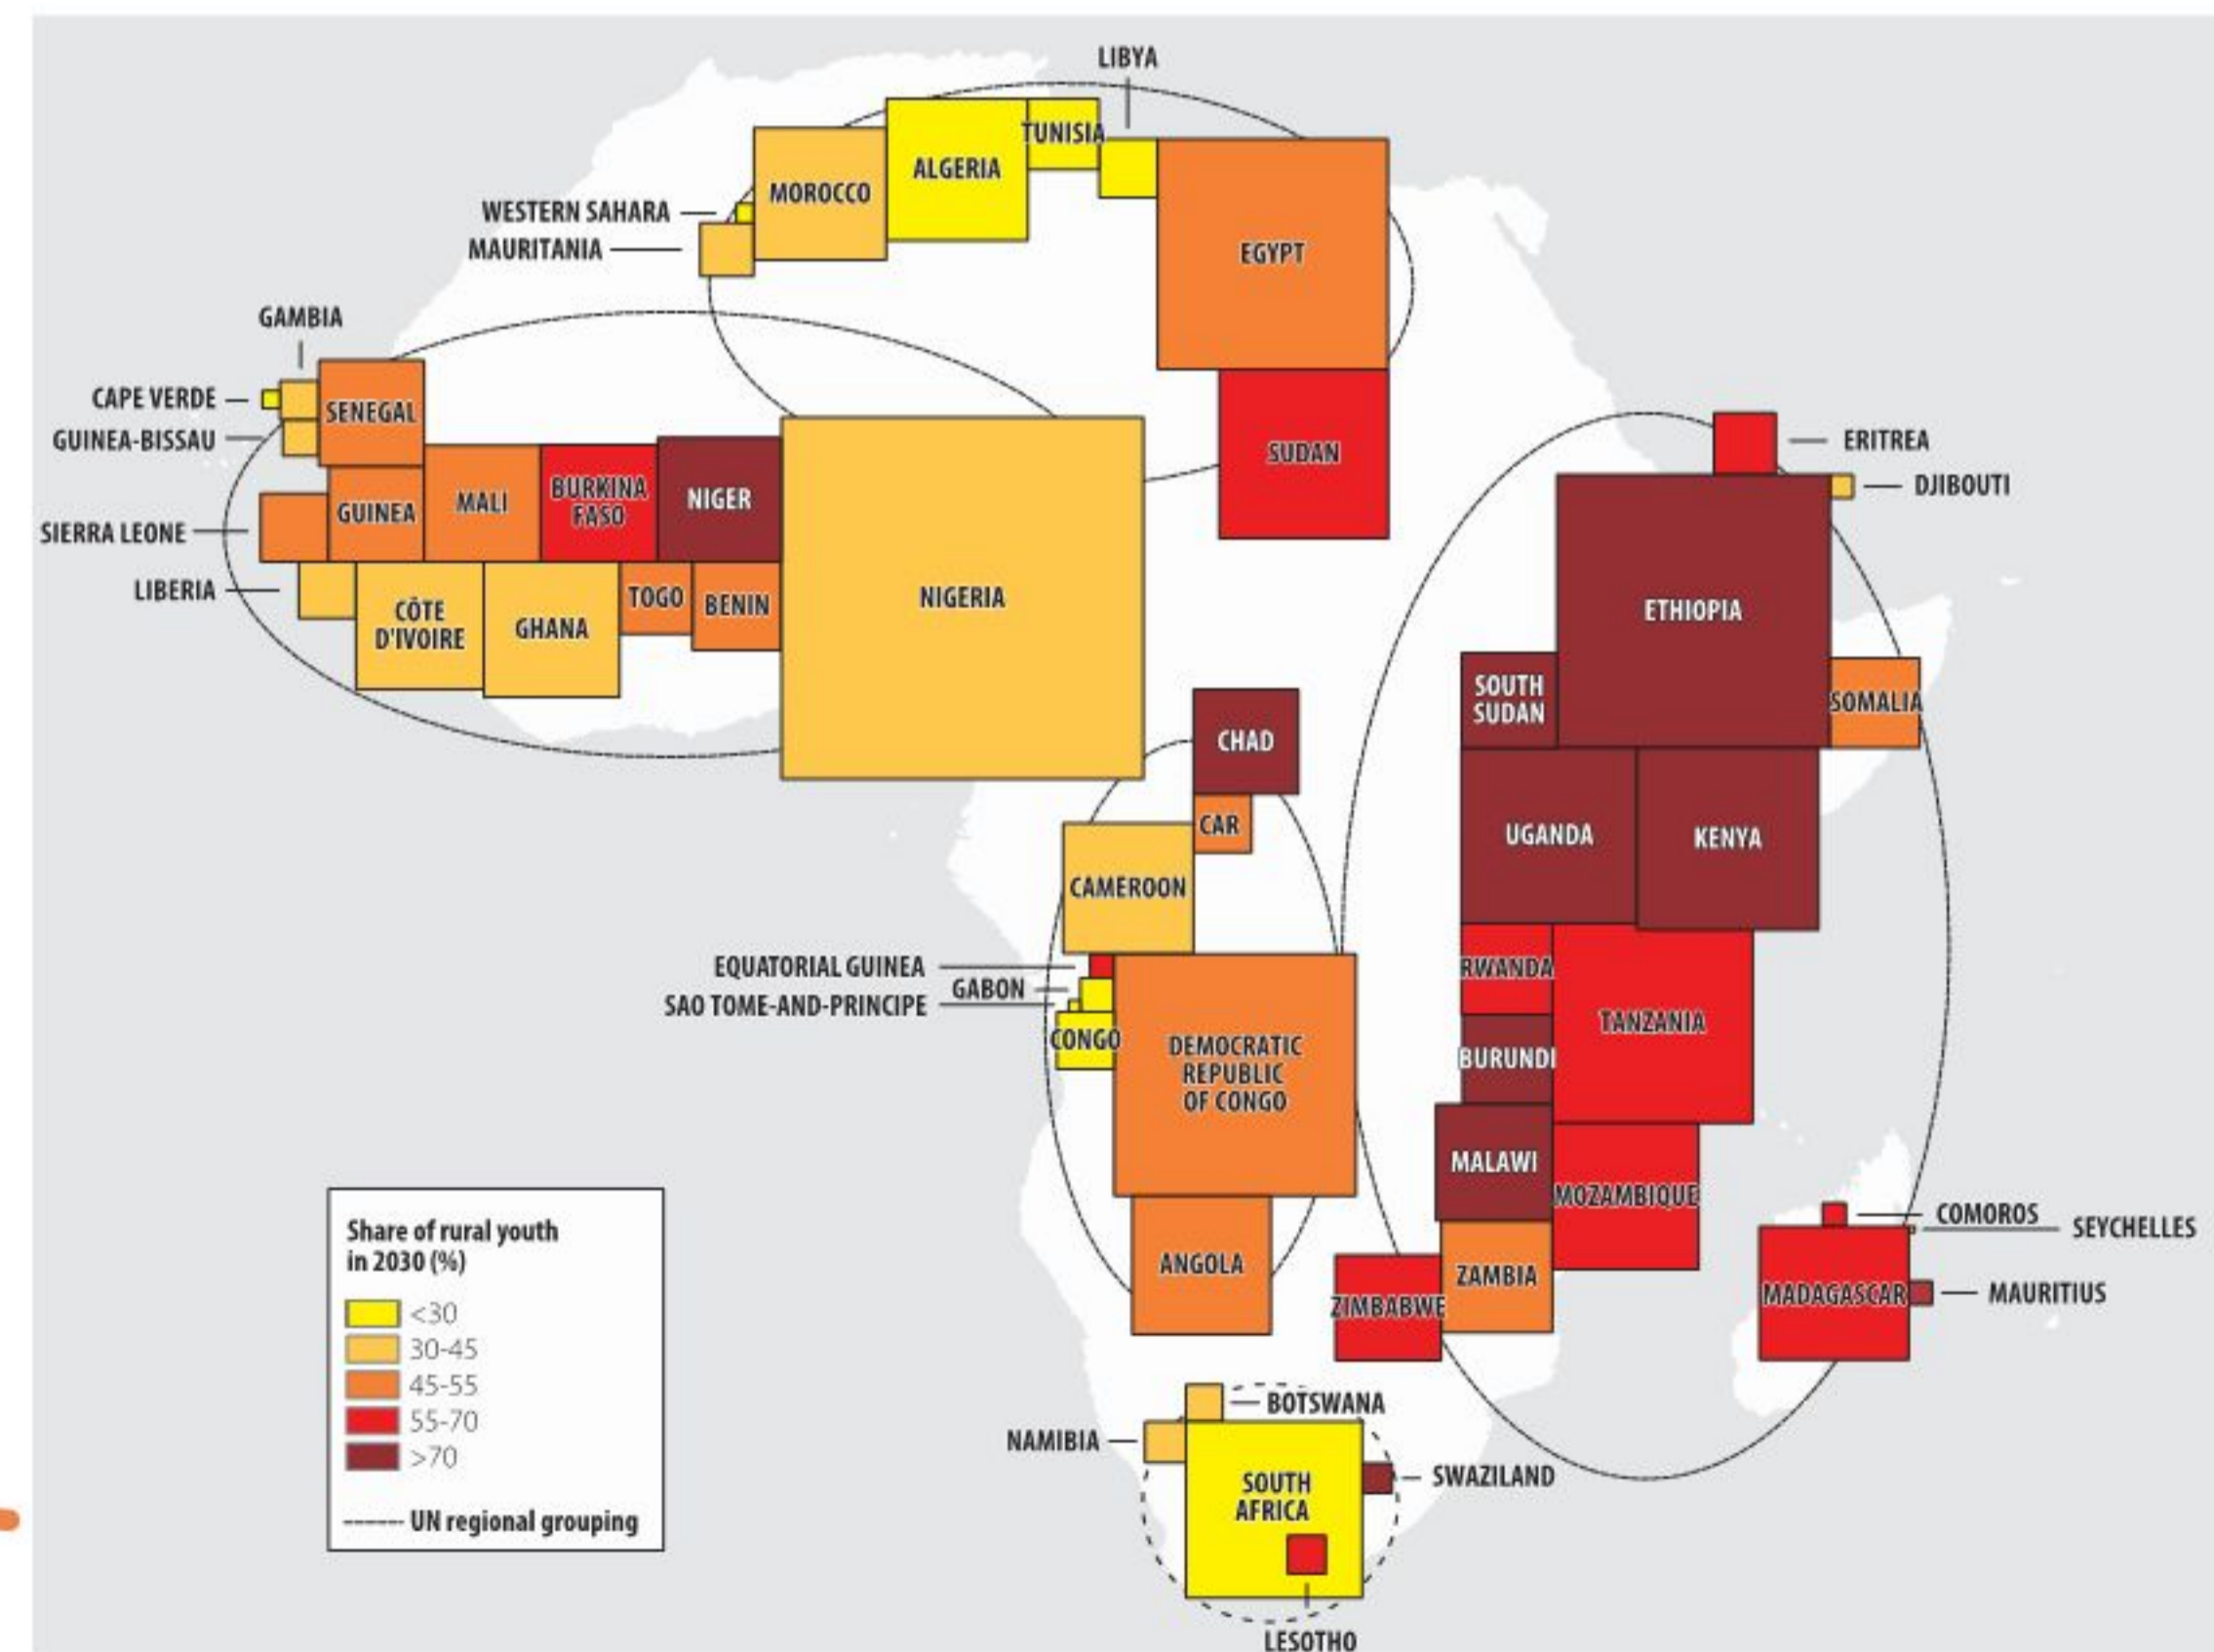 LIBYA
TUNISIA
ALGERIA
MOROCCO
WESTERN SAHARA
MAURITANIA
EGYPT
GAMBIA
CAPE VERDE
SENEGAL
GUINEA-BISSAU
SUDAN
ERITREA
DJIBOUTI
BURKINA
FASO
NIGER
MALI
GUINEA
SIERRA LEONE
LIBERIA
CÔTE
D'IVOIRE
GHANA
TOGO
BENIN
NIGERIA
ETHIOPIA
SOUTH
SUDAN
SOMALIA
CHAD
CAR
UGANDA
KENYA
CAMEROON
EQUATORIAL GUINEA
GABON
SAO TOME-AND-PRINCIPE
CONGO
DEMOCRATIC
REPUBLIC
OF CONGO
RWANDA
TANZANIA
BURUNDI
MALAWI
MOZAMBIQUE
COMOROS
SEYCHELLES
MADAGASCAR
MAURITIUS
ANGOLA
ZAMBIA
ZIMBABWE
Share of rural youth
in 2030 (%)
<30
30-45
45-55
55-70
>70
UN regional grouping
BOTSWANA
NAMIBIA
SOUTH
AFRICA
SWAZILAND
LESOTHO